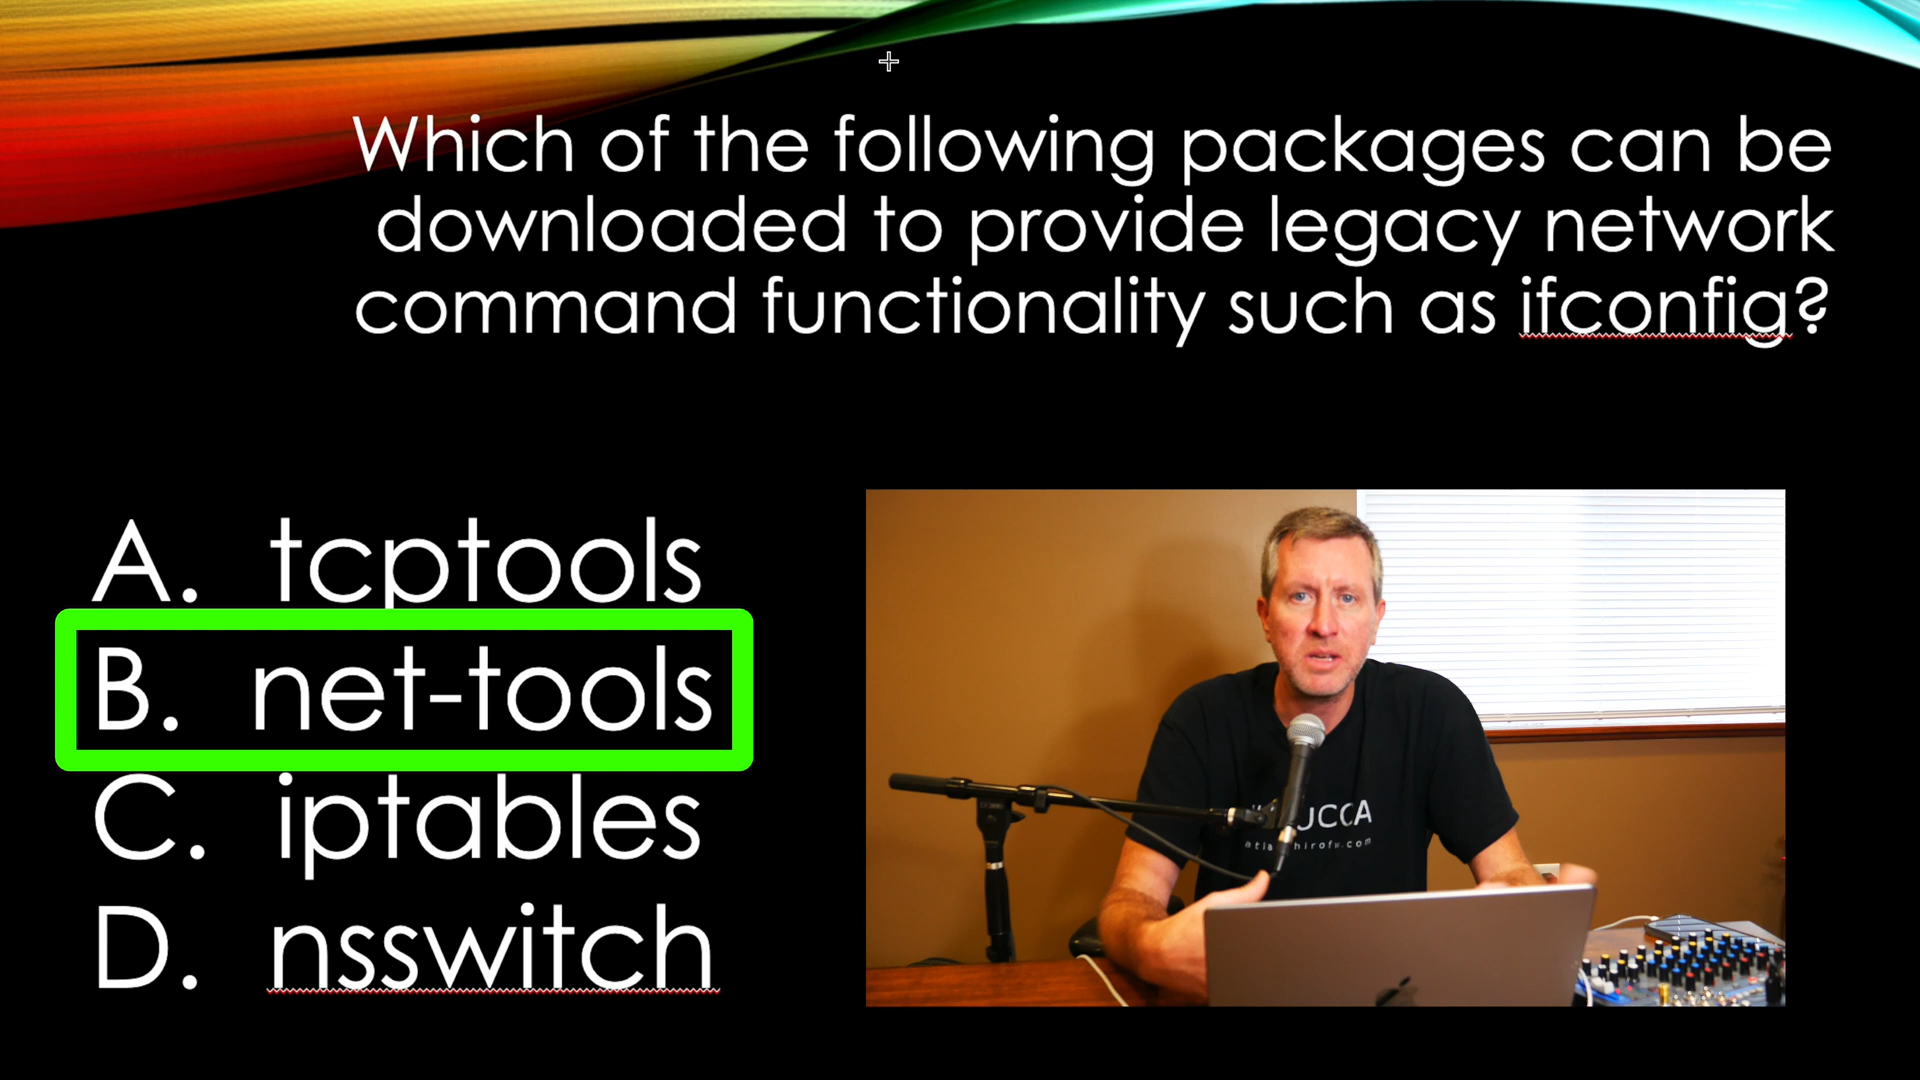 Which of the following packages can be
downloaded to provide legacy network
command functionality such as ifconfig?
A. tcptools
B. net-tools
C. iptables
D. nsswitch